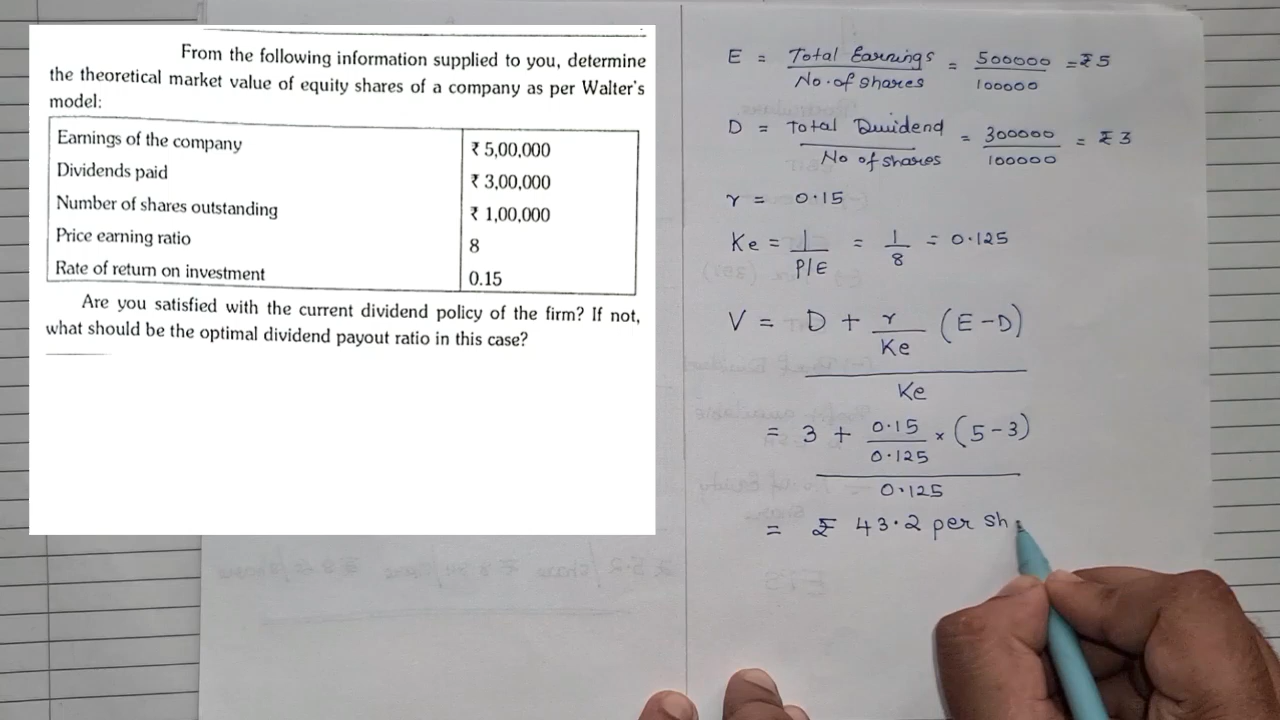 From the following information supplied to you, determine
the theoretical market value of equity shares of a company as per Walter's
model:
Earnings of the company ₹ 5,00,000
Dividends paid ₹ 3,00,000
Number of shares outstanding ₹ 1,00,000
Price earning ratio 8
Rate of return on investment 0.15
Are you satisfied with the current dividend policy of the firm? If not,
what should be the optimal dividend payout ratio in this case?
E = Total Earnings / No. of shares = 500000 / 100000 = ₹5
D = Total Dividend / No of shares = 300000 / 100000 = ₹3
r = 0.15
Ke = 1 / P/E = 1 / 8 = 0.125
V = D + r / Ke (E - D)
Ke
= 3 + 0.15 / 0.125 × (5 - 3)
0.125
= ₹ 43.2 per sh